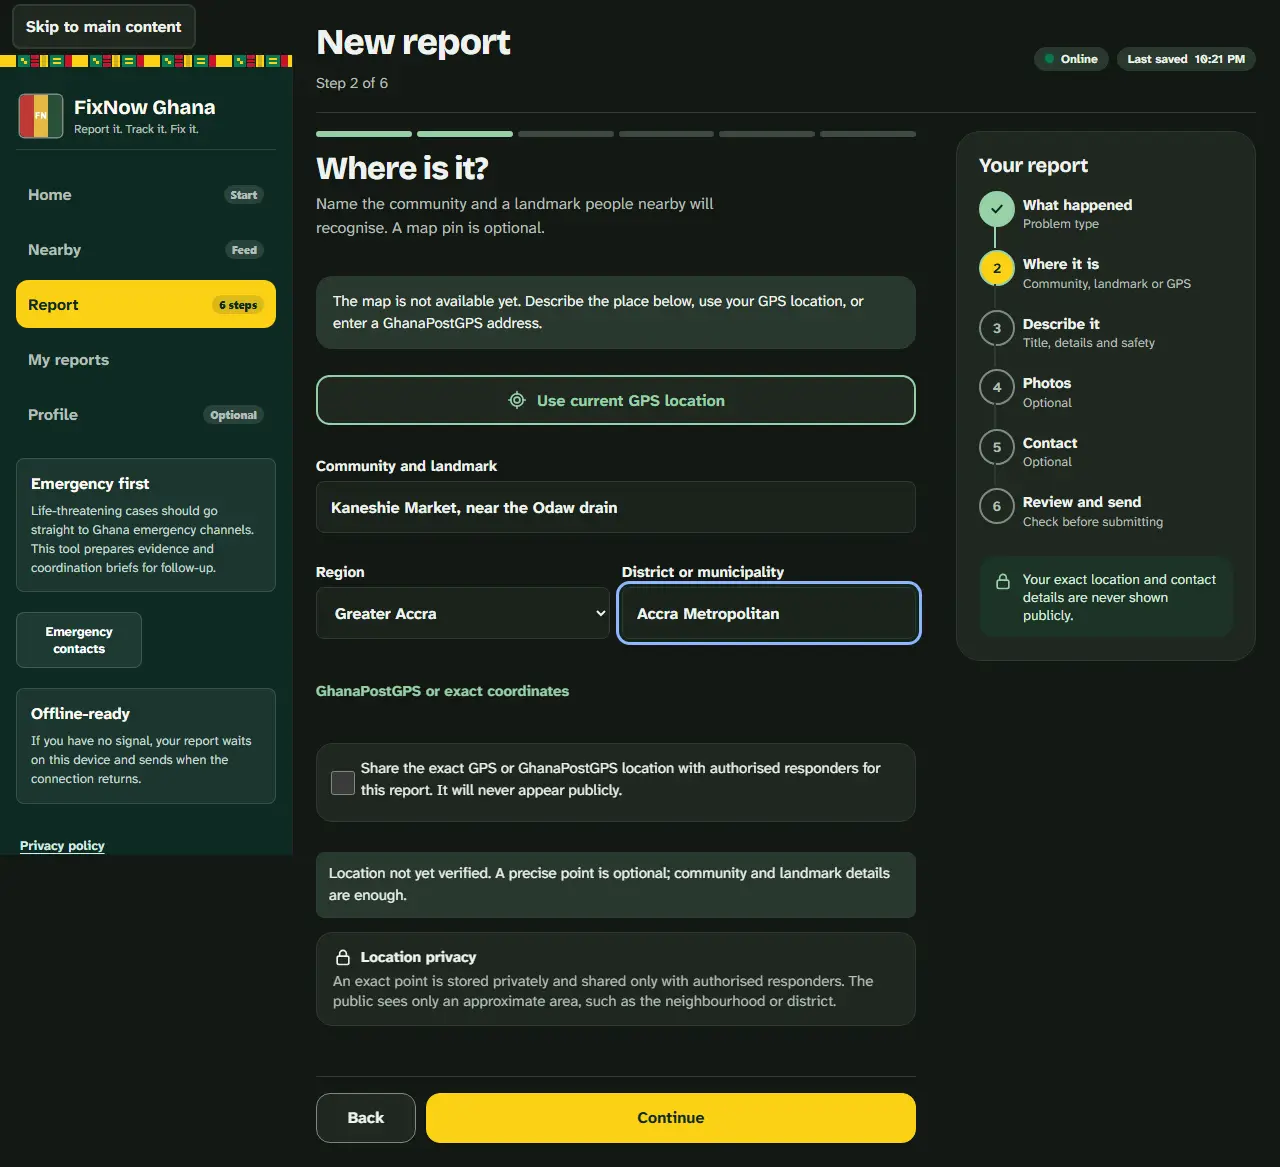 Skip to main content
FN
FixNow Ghana
Report it. Track it. Fix it.
Home
Start
Nearby
Feed
Report
6 steps
My reports
Profile
Optional
Emergency first
Life-threatening cases should go
straight to Ghana emergency channels.
This tool prepares evidence and
coordination briefs for follow-up.
Emergency
contacts
Offline-ready
If you have no signal, your report waits
on this device and sends when the
connection returns.
Privacy policy
New report
Step 2 of 6
Online
Last saved 10:21 PM
Where is it?
Name the community and a landmark people nearby will
recognise. A map pin is optional.
The map is not available yet. Describe the place below, use your GPS location, or
enter a GhanaPostGPS address.
Use current GPS location
Community and landmark
Kaneshie Market, near the Odaw drain
Region
District or municipality
Greater Accra
Accra Metropolitan
GhanaPostGPS or exact coordinates
Share the exact GPS or GhanaPostGPS location with authorised responders for
this report. It will never appear publicly.
Location not yet verified. A precise point is optional; community and landmark details
are enough.
Location privacy
An exact point is stored privately and shared only with authorised responders. The
public sees only an approximate area, such as the neighbourhood or district.
Back
Continue
Your report
What happened
Problem type
2
Where it is
Community, landmark or GPS
3
Describe it
Title, details and safety
4
Photos
Optional
5
Contact
Optional
6
Review and send
Check before submitting
Your exact location and contact
details are never shown
publicly.